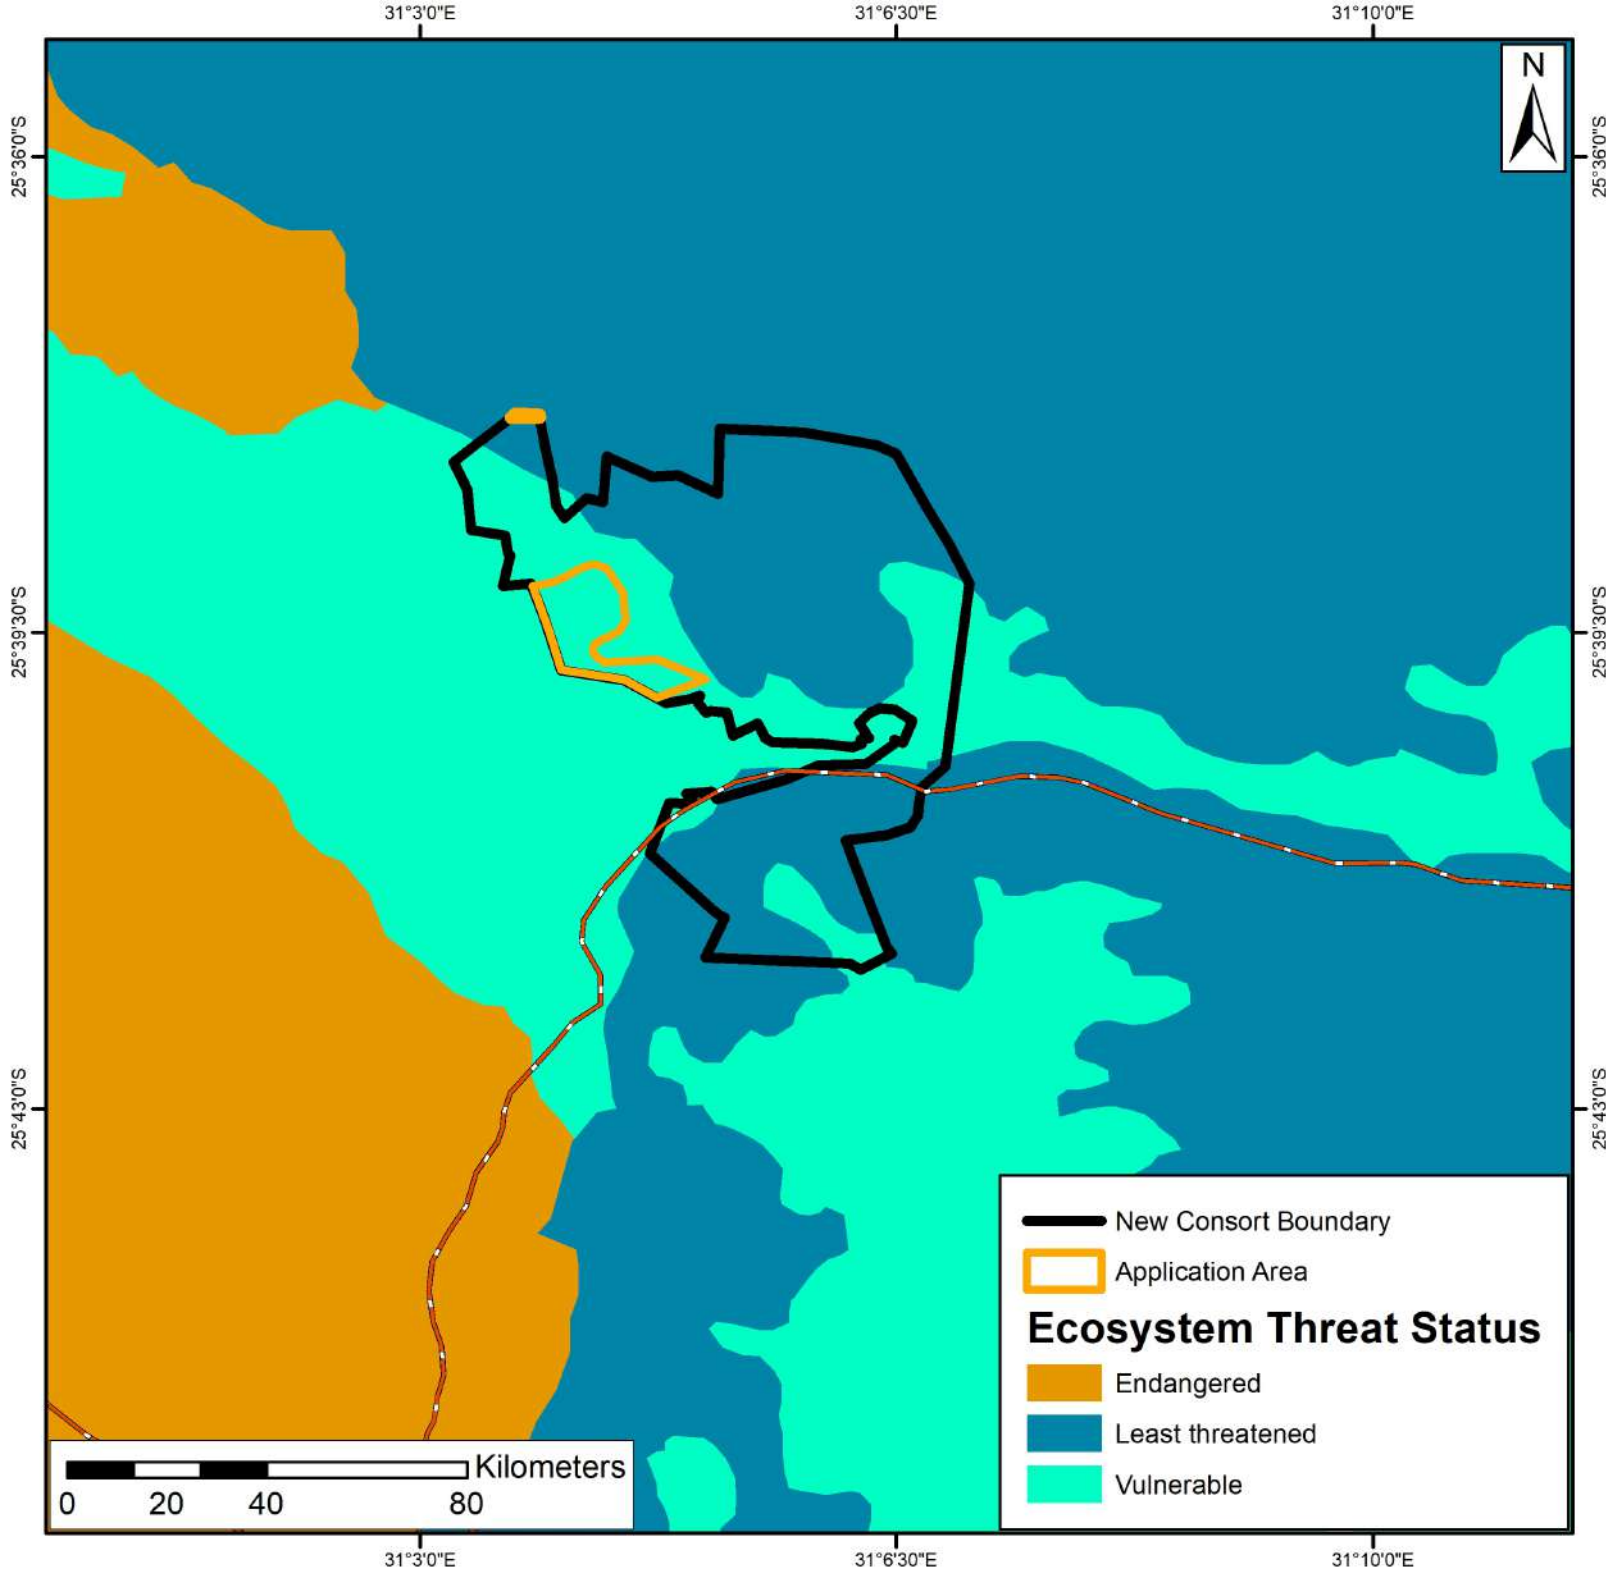 31°3'0"E 31°6'30"E 31°10'0"E
N
25°36'0"S 25°36'0"S
25°39'30"S 25°39'30"S
25°43'0"S 25°43'0"S
New Consort Boundary
Application Area
Ecosystem Threat Status
Endangered
Least threatened
Vulnerable
Kilometers
0 20 40 80
31°3'0"E 31°6'30"E 31°10'0"E